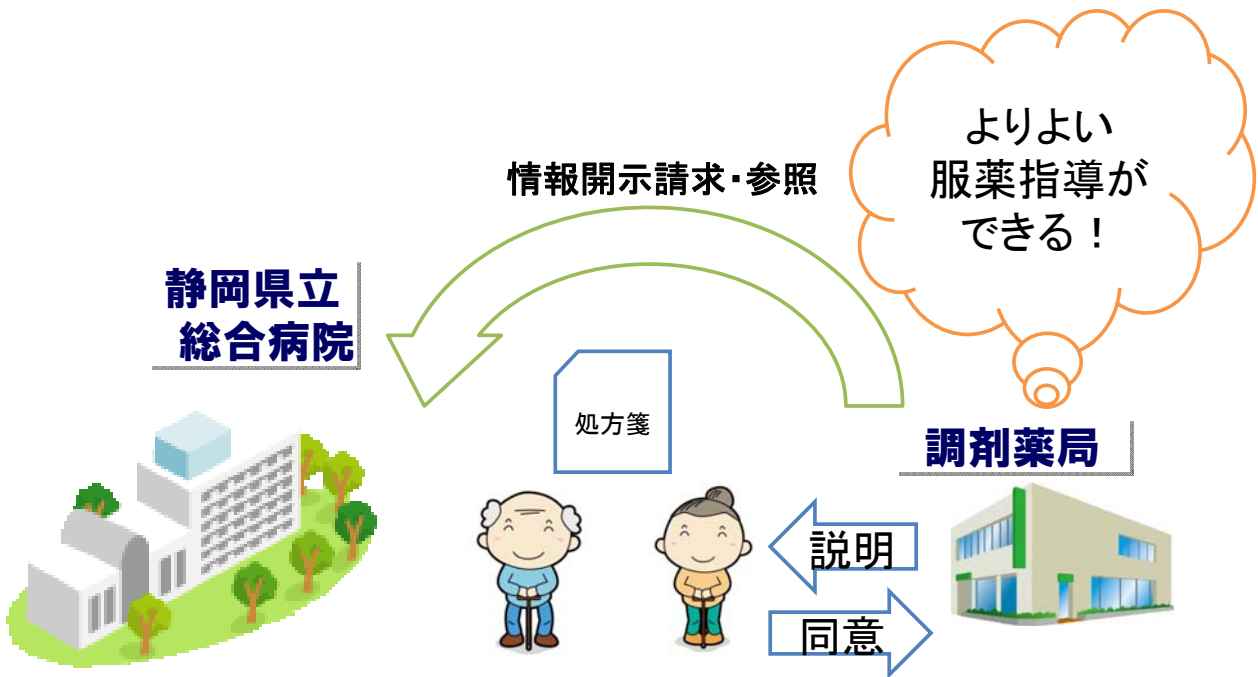 よりよい
服薬指導が
できる！
情報開示請求・参照
静岡県立
総合病院
処方箋
調剤薬局
説明
同意